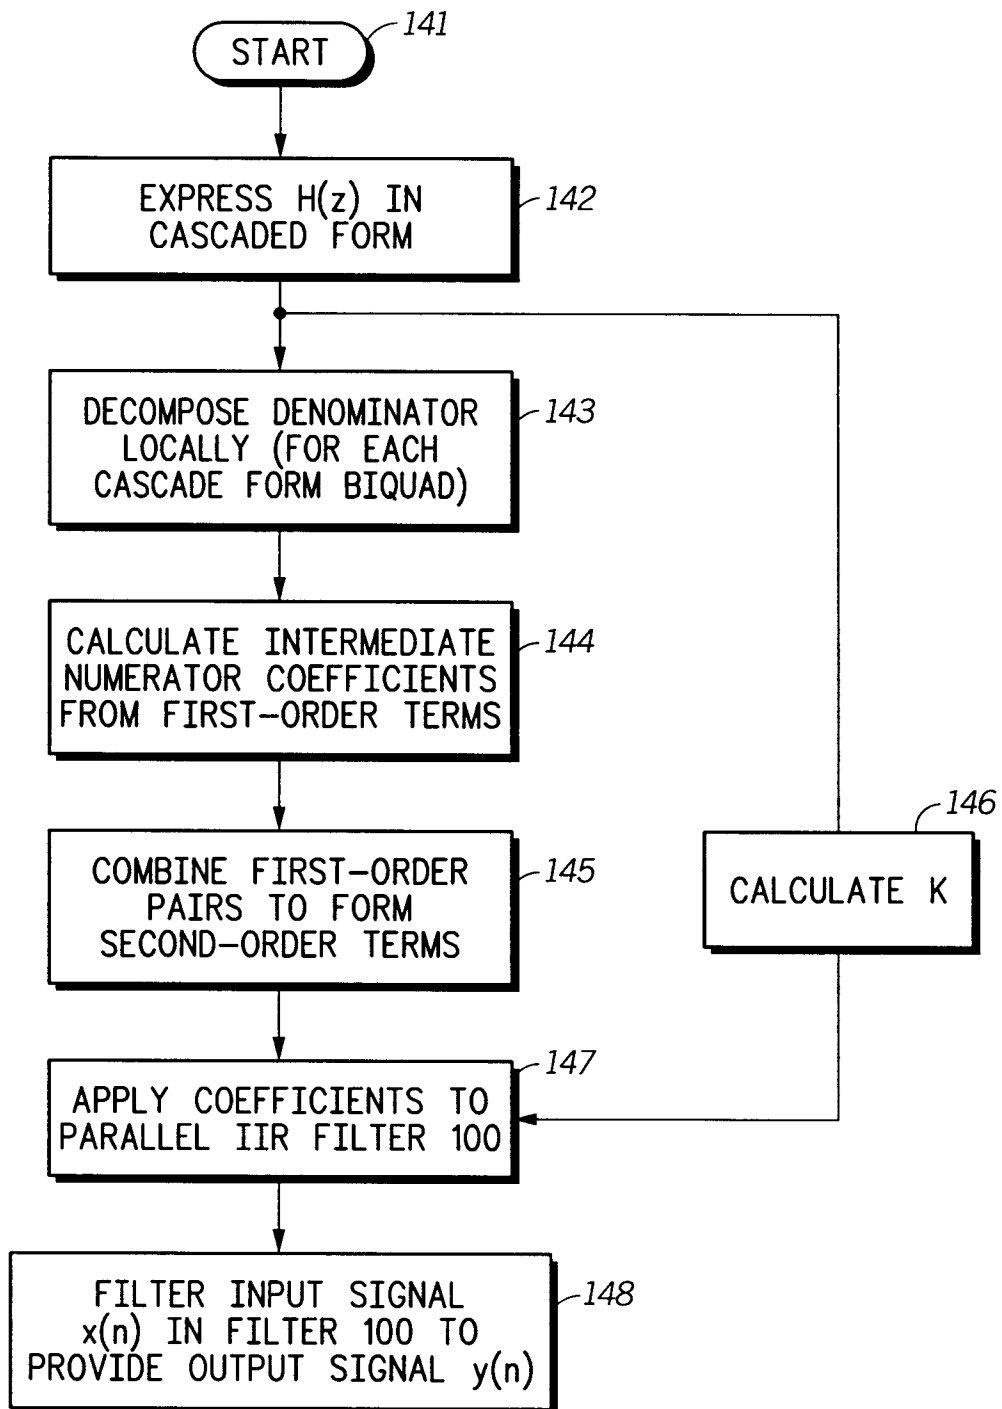 START
141
EXPRESS H(z) IN
CASCADED FORM
142
DECOMPOSE DENOMINATOR
LOCALLY (FOR EACH
CASCADE FORM BIQUAD)
143
CALCULATE INTERMEDIATE
NUMERATOR COEFFICIENTS
FROM FIRST-ORDER TERMS
144
COMBINE FIRST-ORDER
PAIRS TO FORM
SECOND-ORDER TERMS
145
CALCULATE K
146
APPLY COEFFICIENTS TO
PARALLEL IIR FILTER 100
147
FILTER INPUT SIGNAL
x(n) IN FILTER 100 TO
PROVIDE OUTPUT SIGNAL y(n)
148